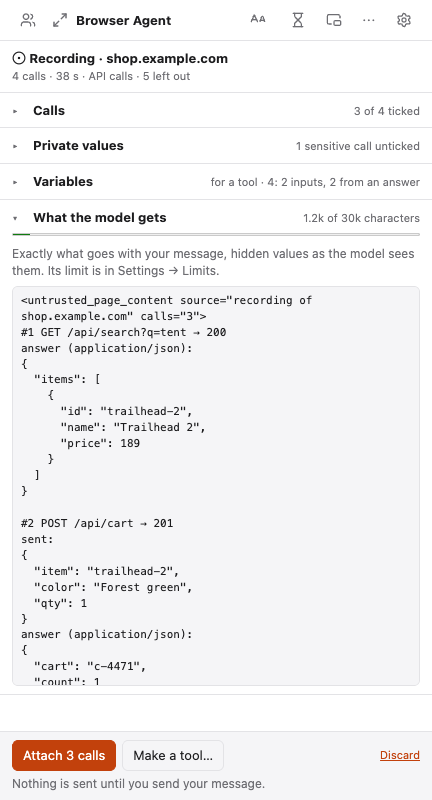 Browser Agent
AA
Recording · shop.example.com
4 calls · 38 s · API calls · 5 left out
Calls
3 of 4 ticked
Private values
1 sensitive call unticked
Variables
for a tool · 4: 2 inputs, 2 from an answer
What the model gets
1.2k of 30k characters
Exactly what goes with your message, hidden values as the model sees
them. Its limit is in Settings → Limits.
<untrusted_page_content source="recording of
shop.example.com" calls="3">
#1 GET /api/search?q=tent → 200
answer (application/json):
{
  "items": [
    {
      "id": "trailhead-2",
      "name": "Trailhead 2",
      "price": 189
    }
  ]
}

#2 POST /api/cart → 201
sent:
{
  "item": "trailhead-2",
  "color": "Forest green",
  "qty": 1
}
answer (application/json):
{
  "cart": "c-4471",
  "count": 1
Attach 3 calls
Make a tool...
Discard
Nothing is sent until you send your message.